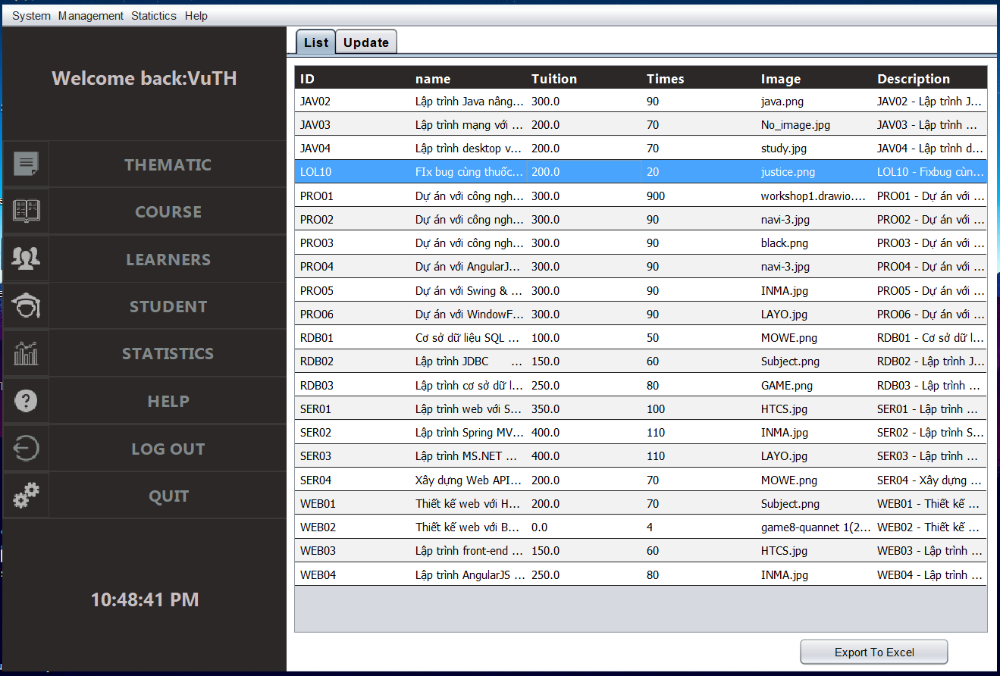 System Management Statictics Help
Welcome back:VuTH
THEMATIC
COURSE
LEARNERS
STUDENT
STATISTICS
HELP
LOG OUT
QUIT
10:48:41 PM
List Update
ID name Tuition Times Image Description
JAV02 Lập trình Java nâng... 300.0 90 java.png JAV02 - Lập trình J...
JAV03 Lập trình mạng với ... 200.0 70 No_image.jpg JAV03 - Lập trình ...
JAV04 Lập trình desktop v... 200.0 70 study.jpg JAV04 - Lập trình d...
LOL10 FIx bug cùng thuốc... 200.0 20 justice.png LOL10 - Fixbug cùn...
PRO01 Dự án với công ngh... 300.0 900 workshop1.drawio.... PRO01 - Dự án với ...
PRO02 Dự án với công ngh... 300.0 90 navi-3.jpg PRO02 - Dự án với ...
PRO03 Dự án với công ngh... 300.0 90 black.png PRO03 - Dự án với ...
PRO04 Dự án với AngularJ... 300.0 90 navi-3.jpg PRO04 - Dự án với ...
PRO05 Dự án với Swing & ... 300.0 90 INMA.jpg PRO05 - Dự án với ...
PRO06 Dự án với WindowF... 300.0 90 LAYO.jpg PRO06 - Dự án với ...
RDB01 Cơ sở dữ liệu SQL ... 100.0 50 MOWE.png RDB01 - Cơ sở dữ l...
RDB02 Lập trình JDBC ... 150.0 60 Subject.png RDB02 - Lập trình J...
RDB03 Lập trình cơ sở dữ l... 250.0 80 GAME.png RDB03 - Lập trình ...
SER01 Lập trình web với S... 350.0 100 HTCS.jpg SER01 - Lập trình ...
SER02 Lập trình Spring MV... 400.0 110 INMA.jpg SER02 - Lập trình S...
SER03 Lập trình MS.NET ... 400.0 110 LAYO.jpg SER03 - Lập trình ...
SER04 Xây dựng Web API... 200.0 70 MOWE.png SER04 - Xây dựng ...
WEB01 Thiết kế web với H... 200.0 70 Subject.png WEB01 - Thiết kế ...
WEB02 Thiết kế web với B... 0.0 4 game8-quannet 1(2... WEB02 - Thiết kế ...
WEB03 Lập trình front-end ... 150.0 60 HTCS.jpg WEB03 - Lập trình ...
WEB04 Lập trình AngularJS ... 250.0 80 INMA.jpg WEB04 - Lập trình ...
Export To Excel